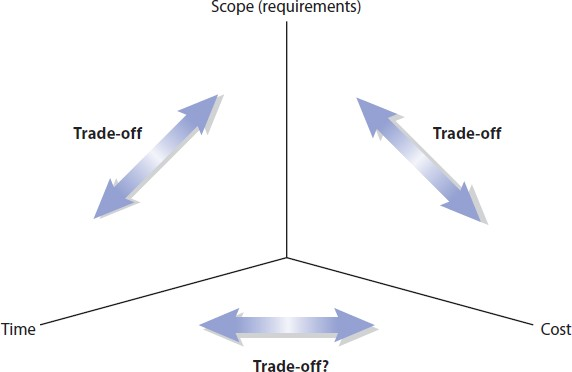 Scope (requirements)
Trade-off
Trade-off
Time
Cost
Trade-off?